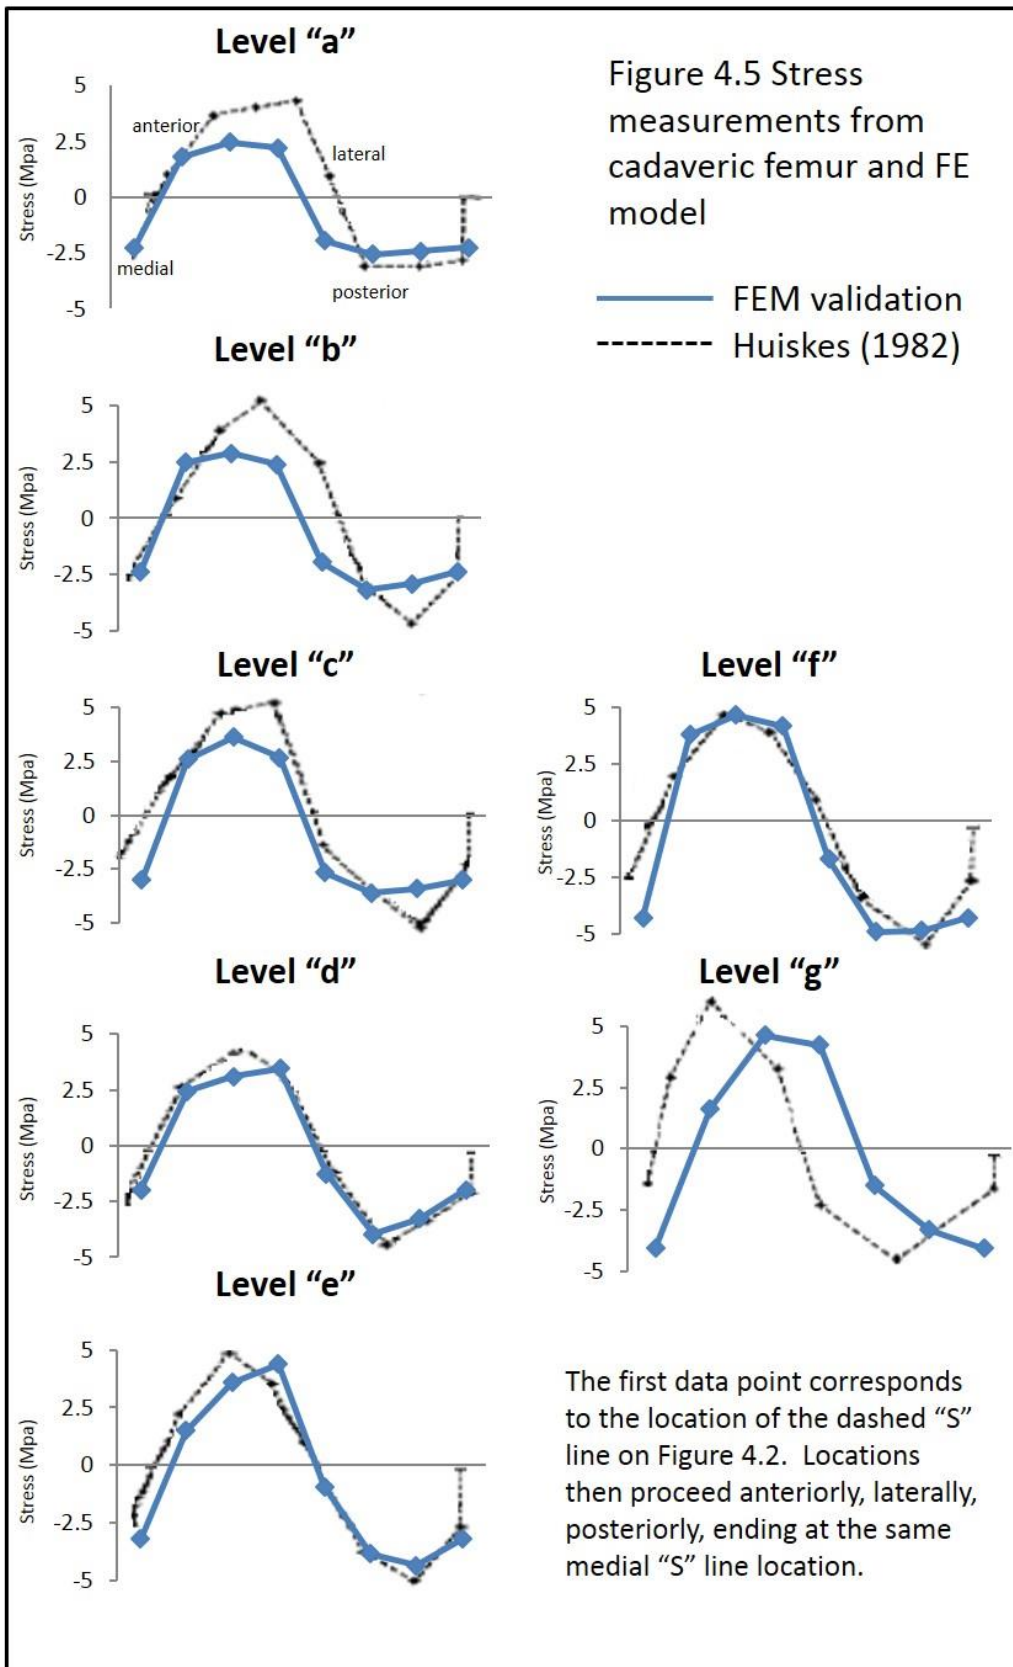 Level “a”
5
2.5
0
-2.5
-5
Stress (Mpa)
anterior
lateral
medial
posterior
Figure 4.5 Stress
measurements from
cadaveric femur and FE
model
FEM validation
Huiskes (1982)
Level “b”
5
2.5
0
-2.5
-5
Stress (Mpa)
Level “c”
5
2.5
0
-2.5
-5
Stress (Mpa)
Level “d”
5
2.5
0
-2.5
-5
Stress (Mpa)
Level “e”
5
2.5
0
-2.5
-5
Stress (Mpa)
Level “f”
5
2.5
0
-2.5
-5
Stress (Mpa)
Level “g”
5
2.5
0
-2.5
-5
Stress (Mpa)
The first data point corresponds
to the location of the dashed “S”
line on Figure 4.2.  Locations
then proceed anteriorly, laterally,
posteriorly, ending at the same
medial “S” line location.